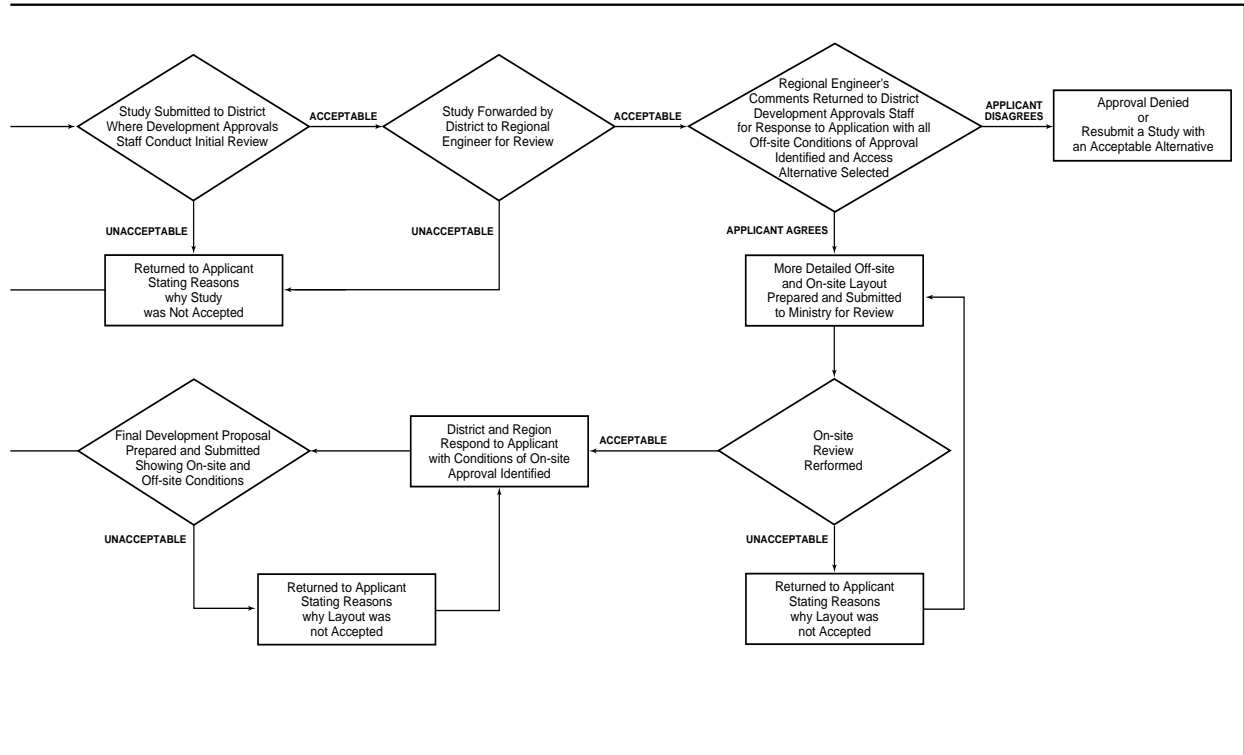 Study Submitted to District
Where Development Approvals
Staff Conduct Initial Review
ACCEPTABLE
Study Forwarded by
District to Regional
Engineer for Review
ACCEPTABLE
Regional Engineer's
Comments Returned to District
Development Approvals Staff
for Response to Application with all
Off-site Conditions of Approval
Identified and Access
Alternative Selected
APPLICANT
DISAGREES
Approval Denied
or
Resubmit a Study with
an Acceptable Alternative
UNACCEPTABLE
UNACCEPTABLE
APPLICANT AGREES
Returned to Applicant
Stating Reasons
why Study
was Not Accepted
More Detailed Off-site
and On-site Layout
Prepared and Submitted
to Ministry for Review
Final Development Proposal
Prepared and Submitted
Showing On-site and
Off-site Conditions
District and Region
Respond to Applicant
with Conditions of On-site
Approval Identified
ACCEPTABLE
On-site
Review
Rerformed
UNACCEPTABLE
UNACCEPTABLE
Returned to Applicant
Stating Reasons
why Layout was
not Accepted
Returned to Applicant
Stating Reasons
why Layout was
not Accepted